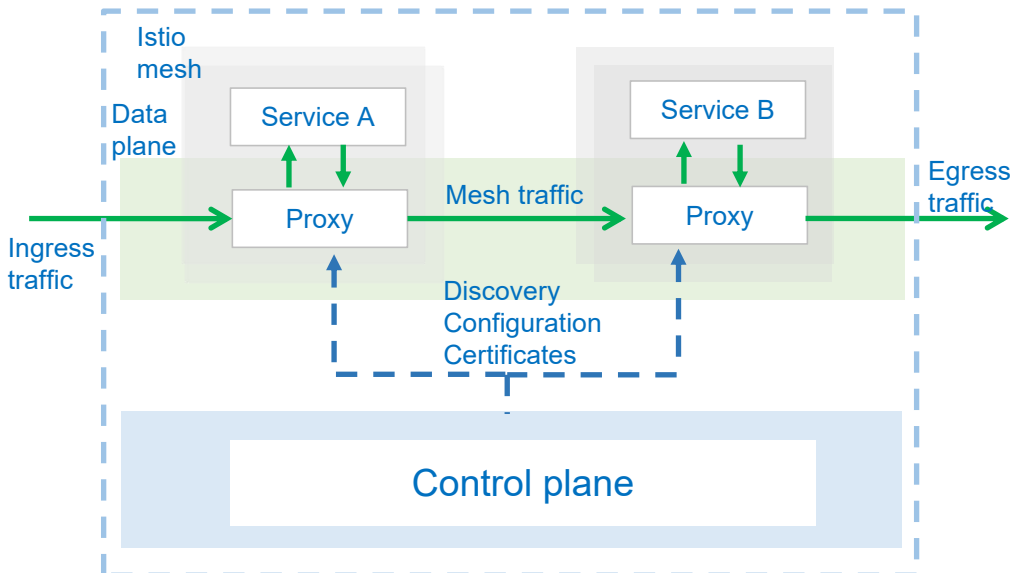 Istio
mesh
Data
plane
Service A
Service B
Proxy
Mesh traffic
Proxy
Egress
traffic
Ingress
traffic
Discovery
Configuration
Certificates
Control plane